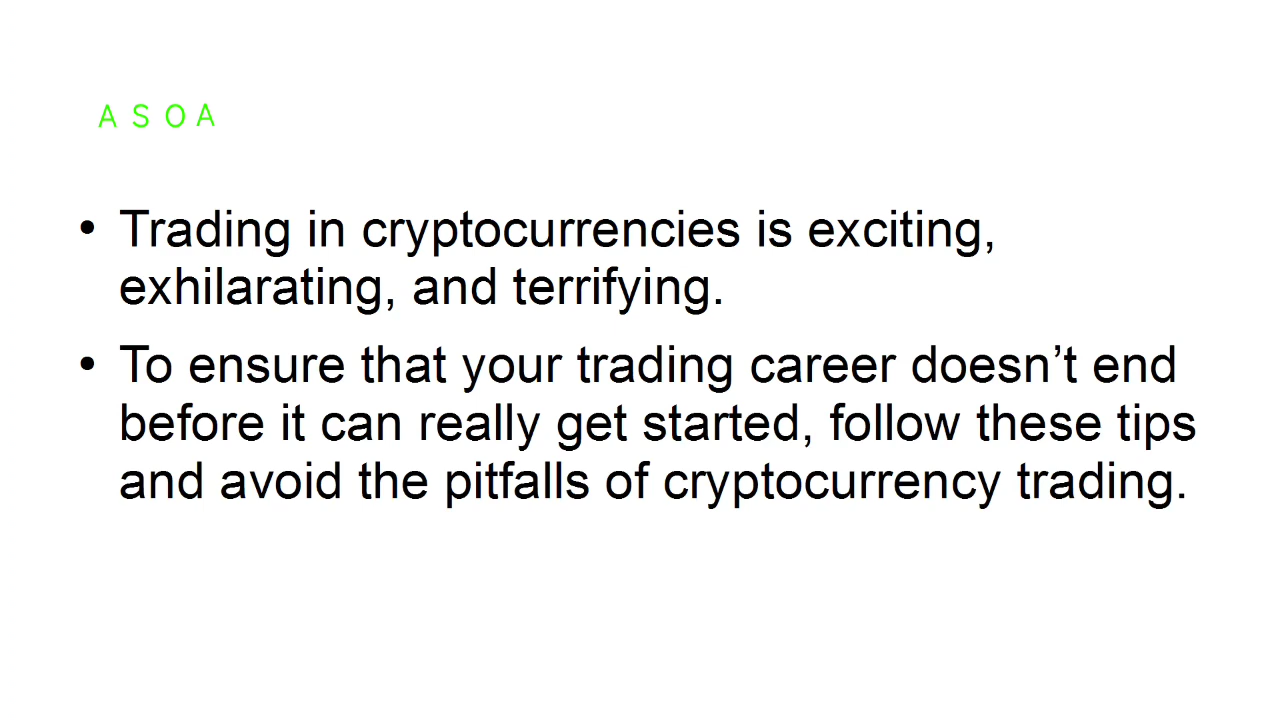 A S O A
• Trading in cryptocurrencies is exciting,
exhilarating, and terrifying.
• To ensure that your trading career doesn’t end
before it can really get started, follow these tips
and avoid the pitfalls of cryptocurrency trading.